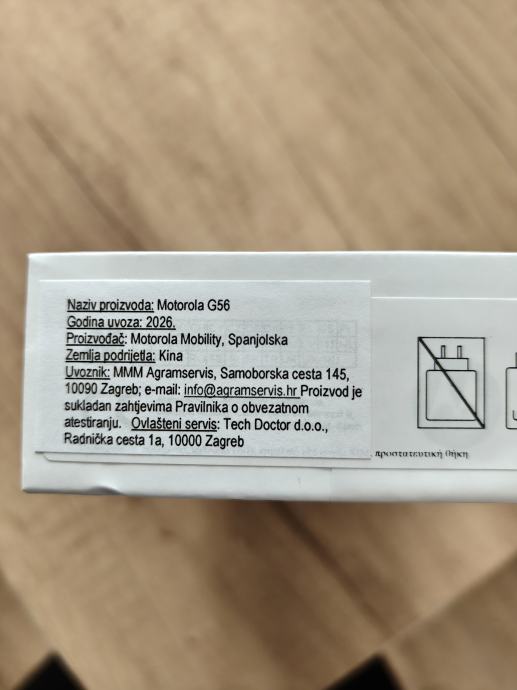 Naziv proizvoda: Motorola G56
Godina uvoza: 2026.
Proizvođač: Motorola Mobility, Spanjolska
Zemlja podrijetla: Kina
Uvoznik: MMM Agramservis, Samoborska cesta 145,
10090 Zagreb; e-mail: info@agramservis.hr Proizvod je
sukladan zahtjevima Pravilnika o obveznatom
atestiranju. Ovlašteni servis: Tech Doctor d.o.o.,
Radnička cesta 1a, 10000 Zagreb
προστατευτική θήκη.